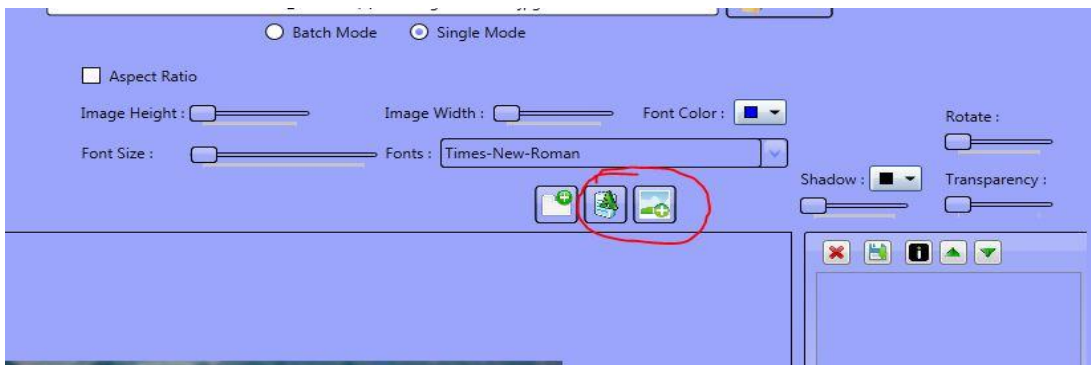 Batch Mode Single Mode
Aspect Ratio
Image Height : Image Width : Font Color :
Rotate :
Font Size : Fonts : Times-New-Roman
Shadow : Transparency :